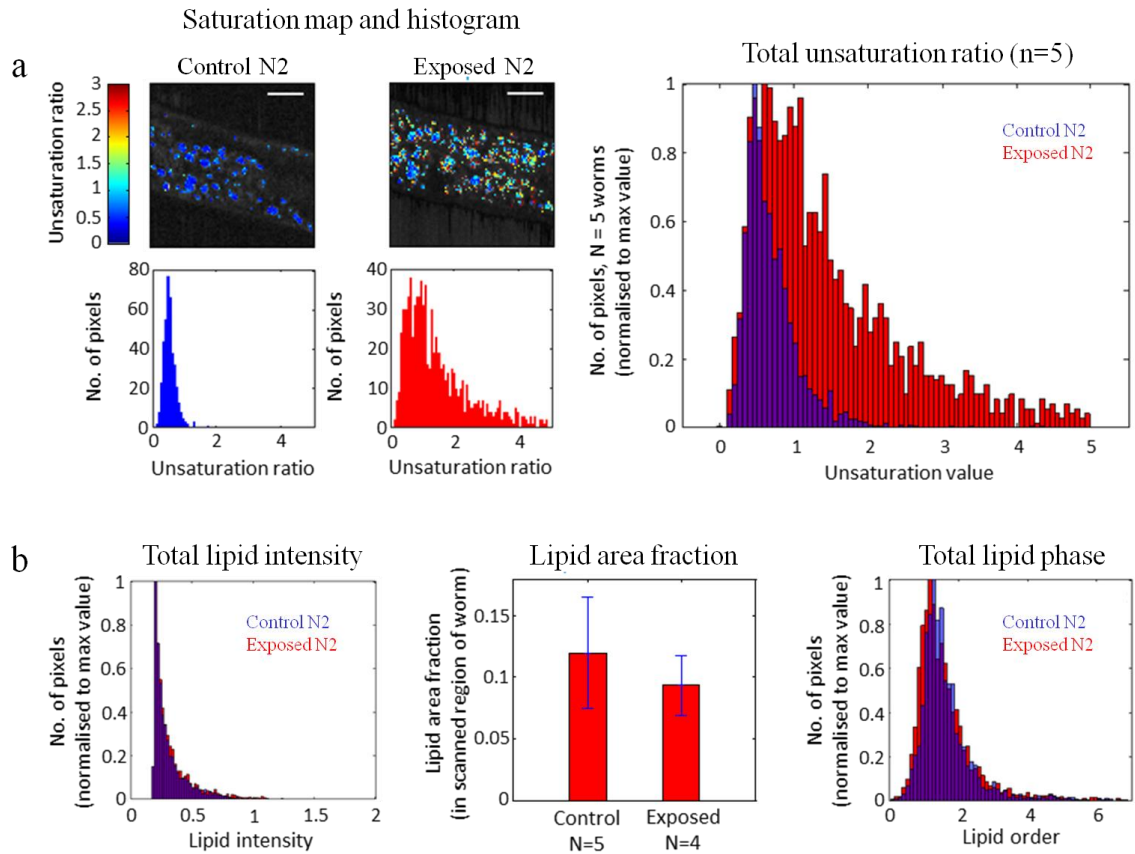 Saturation map and histogram
a
Control N2
Exposed N2
Unsaturation ratio
3
2.5
2
1.5
1
0.5
0
No. of pixels
80
60
40
20
0
0 2 4
Unsaturation ratio
No. of pixels
40
30
20
10
0
0 2 4
Unsaturation ratio
Total unsaturation ratio (n=5)
No. of pixels, N = 5 worms
(normalised to max value)
1
0.8
0.6
0.4
0.2
0
Control N2
Exposed N2
0 1 2 3 4 5
Unsaturation value
b
Total lipid intensity
No. of pixels
(normalised to max value)
1
0.8
0.6
0.4
0.2
0
Control N2
Exposed N2
0 0.5 1 1.5 2
Lipid intensity
Lipid area fraction
Lipid area fraction
(in scanned region of worm)
0.15
0.1
0.05
0
Control Exposed
N=5 N=4
Total lipid phase
No. of pixels
(normalised to max value)
1
0.8
0.6
0.4
0.2
0
Control N2
Exposed N2
0 2 4 6
Lipid order